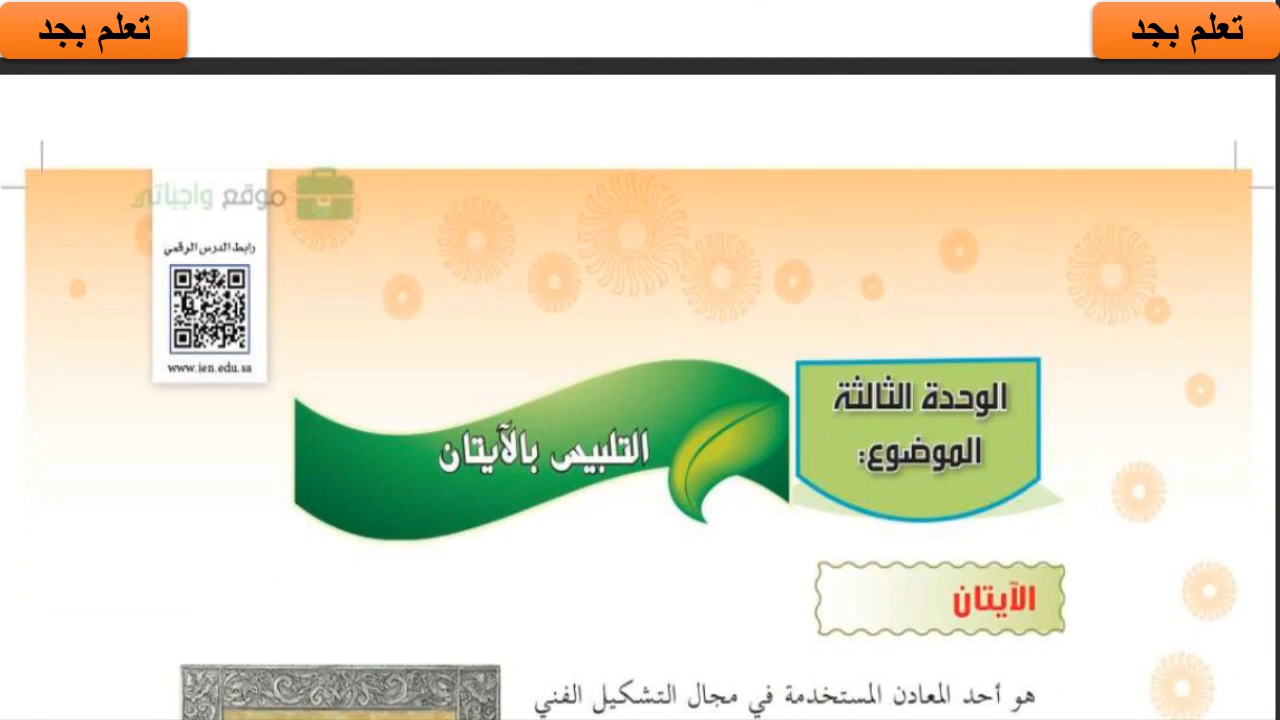 تعلم بجد
تعلم بجد
موقع واجباتي
رابط الدرس الرقمي
www.ien.edu.sa
الوحدة الثالثة
الموضوع:
التلبيس بالآيتان
الآيتان
هو أحد المعادن المستخدمة في مجال التشكيل الفني